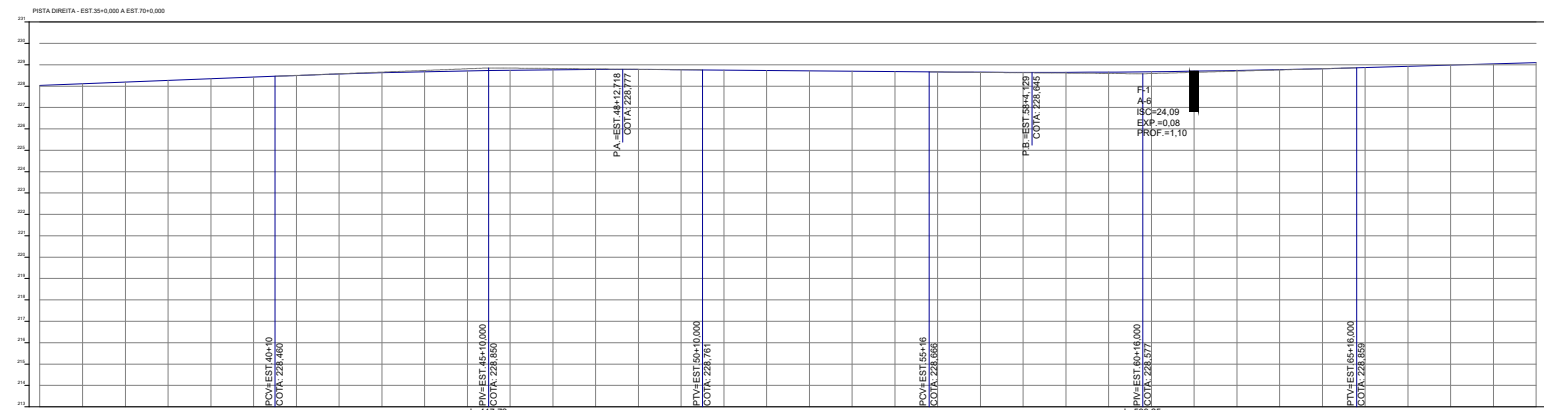 PISTA DIREITA - EST.35+0,000 A EST.70+0,000
231
230
229
228
227
226
225
224
223
222
221
220
219
218
217
216
215
214
213
PCV=EST.40+10
COTA: 228,460
PIV=EST.45+10,000
COTA: 228,850
P.A.=EST.48+12,718
COTA: 228,777
PTV=EST.50+10,000
COTA: 228,761
PCV=EST.55+16
COTA: 228,666
P.B.=EST.58+4,129
COTA: 228,645
F-1
A-6
ISC=24,09
EXP.=0,08
PROF.=1,10
PIV=EST.60+16,000
COTA: 228,577
PTV=EST.65+16,000
COTA: 228,859